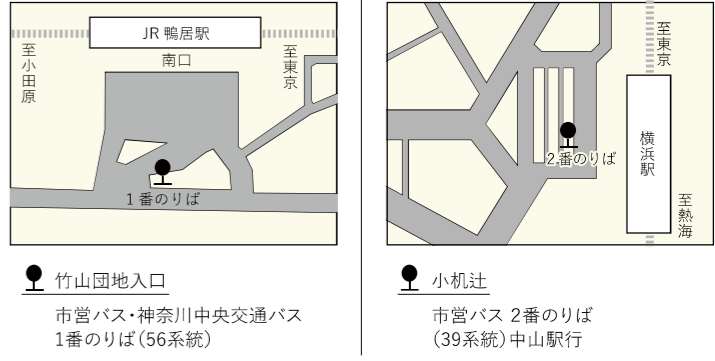 JR 鴨居駅
南口
至小田原
至東京
1番のりば
竹山団地入口
市営バス・神奈川中央交通バス
1番のりば(56系統)
至東京
横浜駅
2番のりば
至熱海
小机辻
市営バス 2番のりば
(39系統)中山駅行